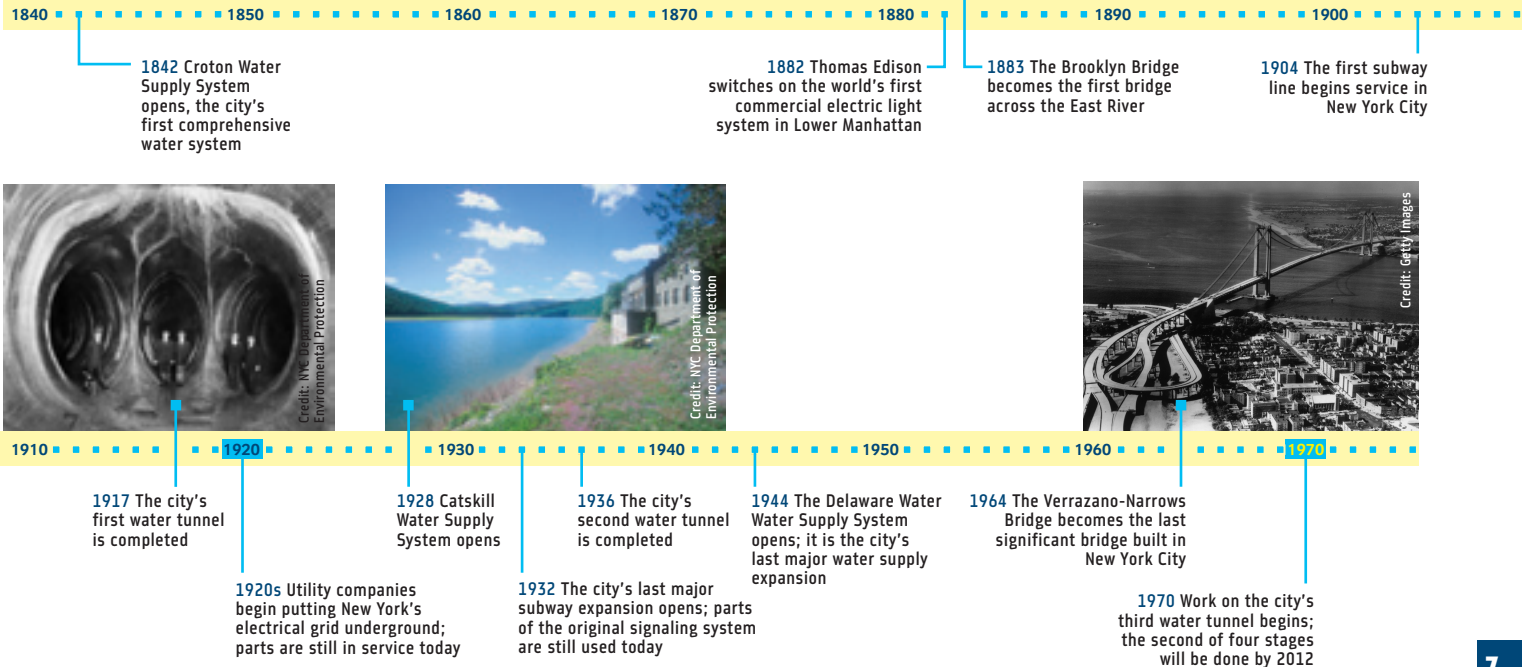 1840 1850 1860 1870 1880 1890 1900
1842 Croton Water
Supply System
opens, the city's
first comprehensive
water system
1882 Thomas Edison
switches on the world's first
commercial electric light
system in Lower Manhattan
1883 The Brooklyn Bridge
becomes the first bridge
across the East River
1904 The first subway
line begins service in
New York City
Credit: NYC Department of
Environmental Protection
Credit: NYC Department of
Environmental Protection
Credit: Getty Images
1910 1920 1930 1940 1950 1960 1970
1917 The city's
first water tunnel
is completed
1920s Utility companies
begin putting New York's
electrical grid underground;
parts are still in service today
1928 Catskill
Water Supply
System opens
1932 The city's last major
subway expansion opens; parts
of the original signaling system
are still used today
1936 The city's
second water tunnel
is completed
1944 The Delaware Water
Water Supply System
opens; it is the city's
last major water supply
expansion
1964 The Verrazano-Narrows
Bridge becomes the last
significant bridge built in
New York City
1970 Work on the city's
third water tunnel begins;
the second of four stages
will be done by 2012
7